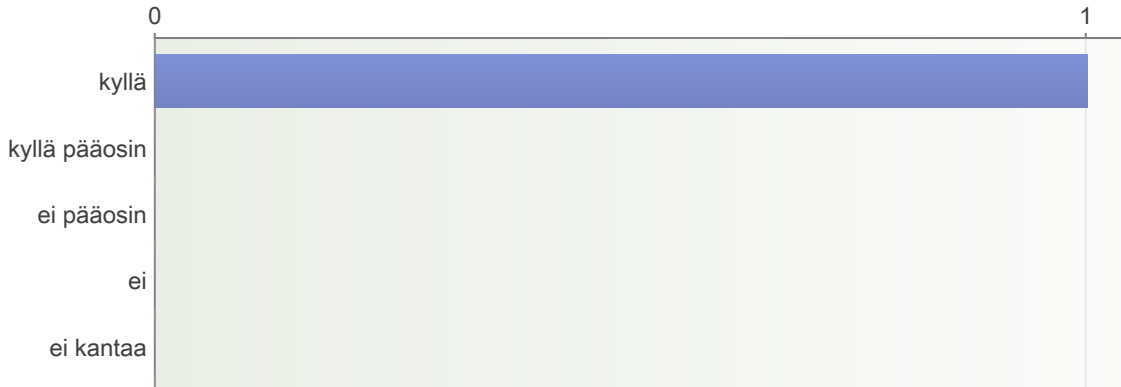 0 1
kyllä
kyllä pääosin
ei pääosin
ei
ei kantaa